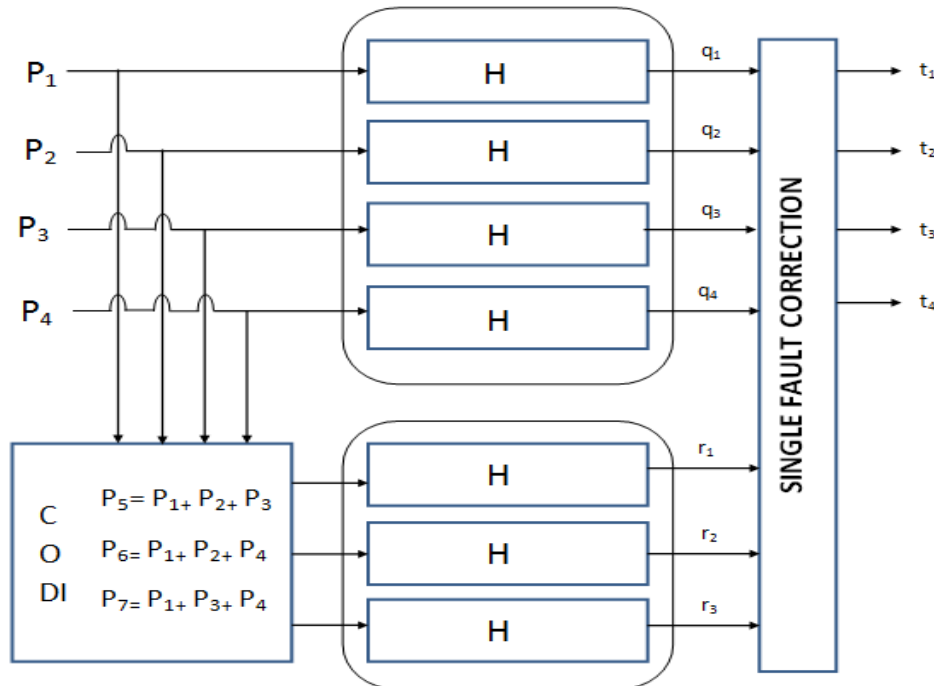 P₁
P₂
P₃
P₄
H
H
H
H
q₁
q₂
q₃
q₄
SINGLE FAULT CORRECTION
t₁
t₂
t₃
t₄
C
O
DI
P₅= P₁₊ P₂₊ P₃
P₆₌ P₁₊ P₂₊ P₄
P₇₌ P₁₊ P₃₊ P₄
H
H
H
r₁
r₂
r₃